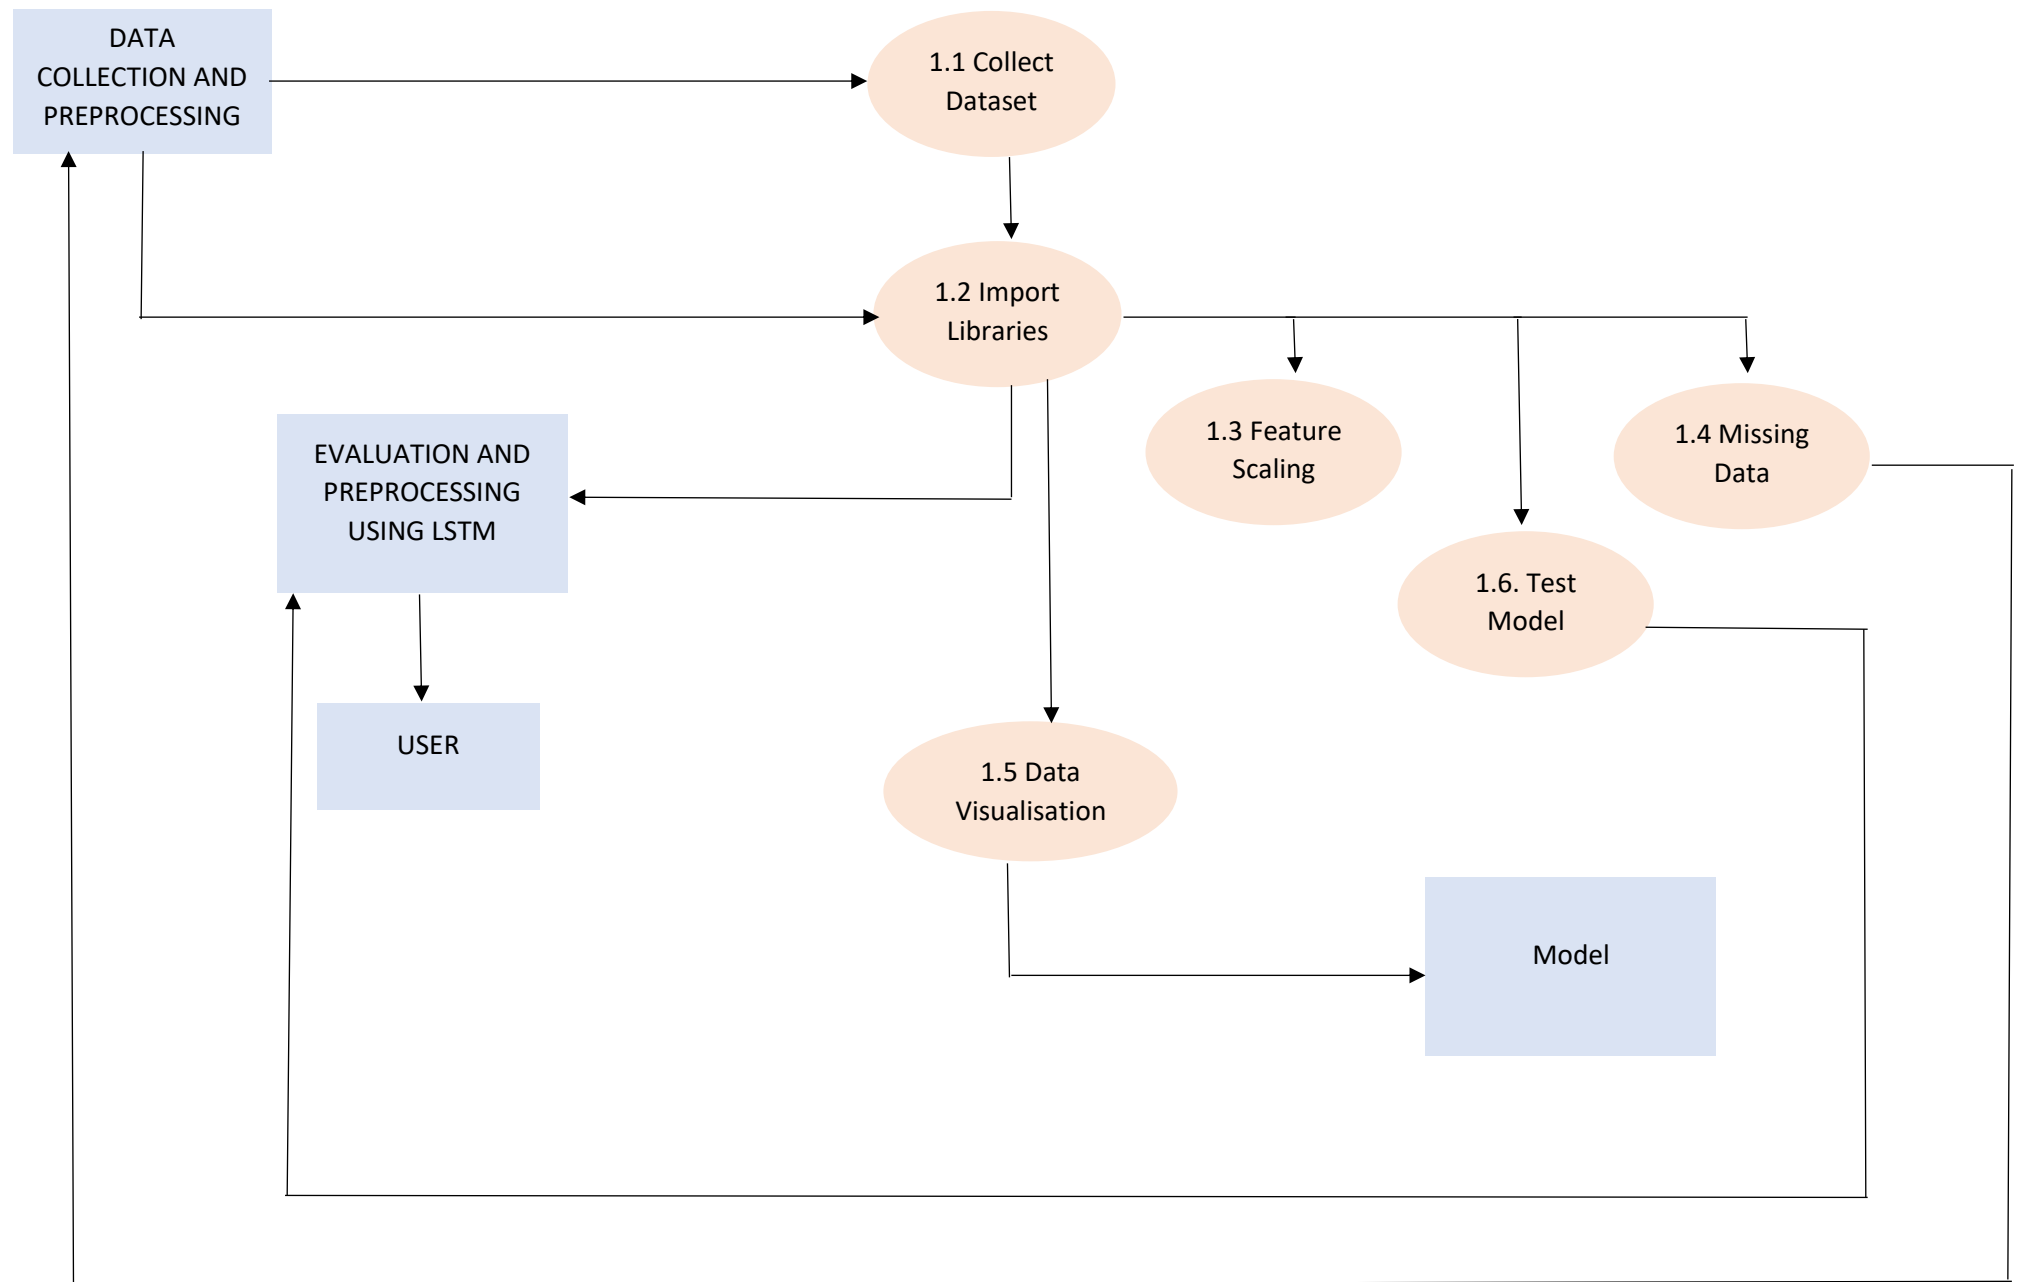 DATA
COLLECTION AND
PREPROCESSING
1.1 Collect
Dataset
1.2 Import
Libraries
EVALUATION AND
PREPROCESSING
USING LSTM
1.3 Feature
Scaling
1.4 Missing
Data
1.6. Test
Model
USER
1.5 Data
Visualisation
Model